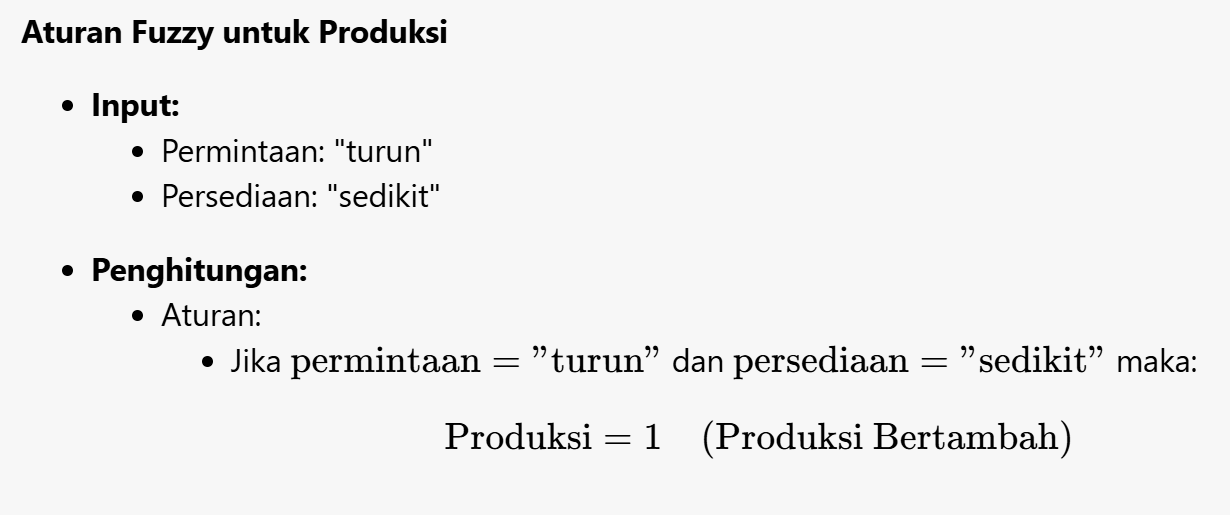 Aturan Fuzzy untuk Produksi
• Input:
• Permintaan: "turun"
• Persediaan: "sedikit"
• Penghitungan:
• Aturan:
• Jika permintaan = ”turun” dan persediaan = ”sedikit” maka:
Produksi = 1 (Produksi Bertambah)